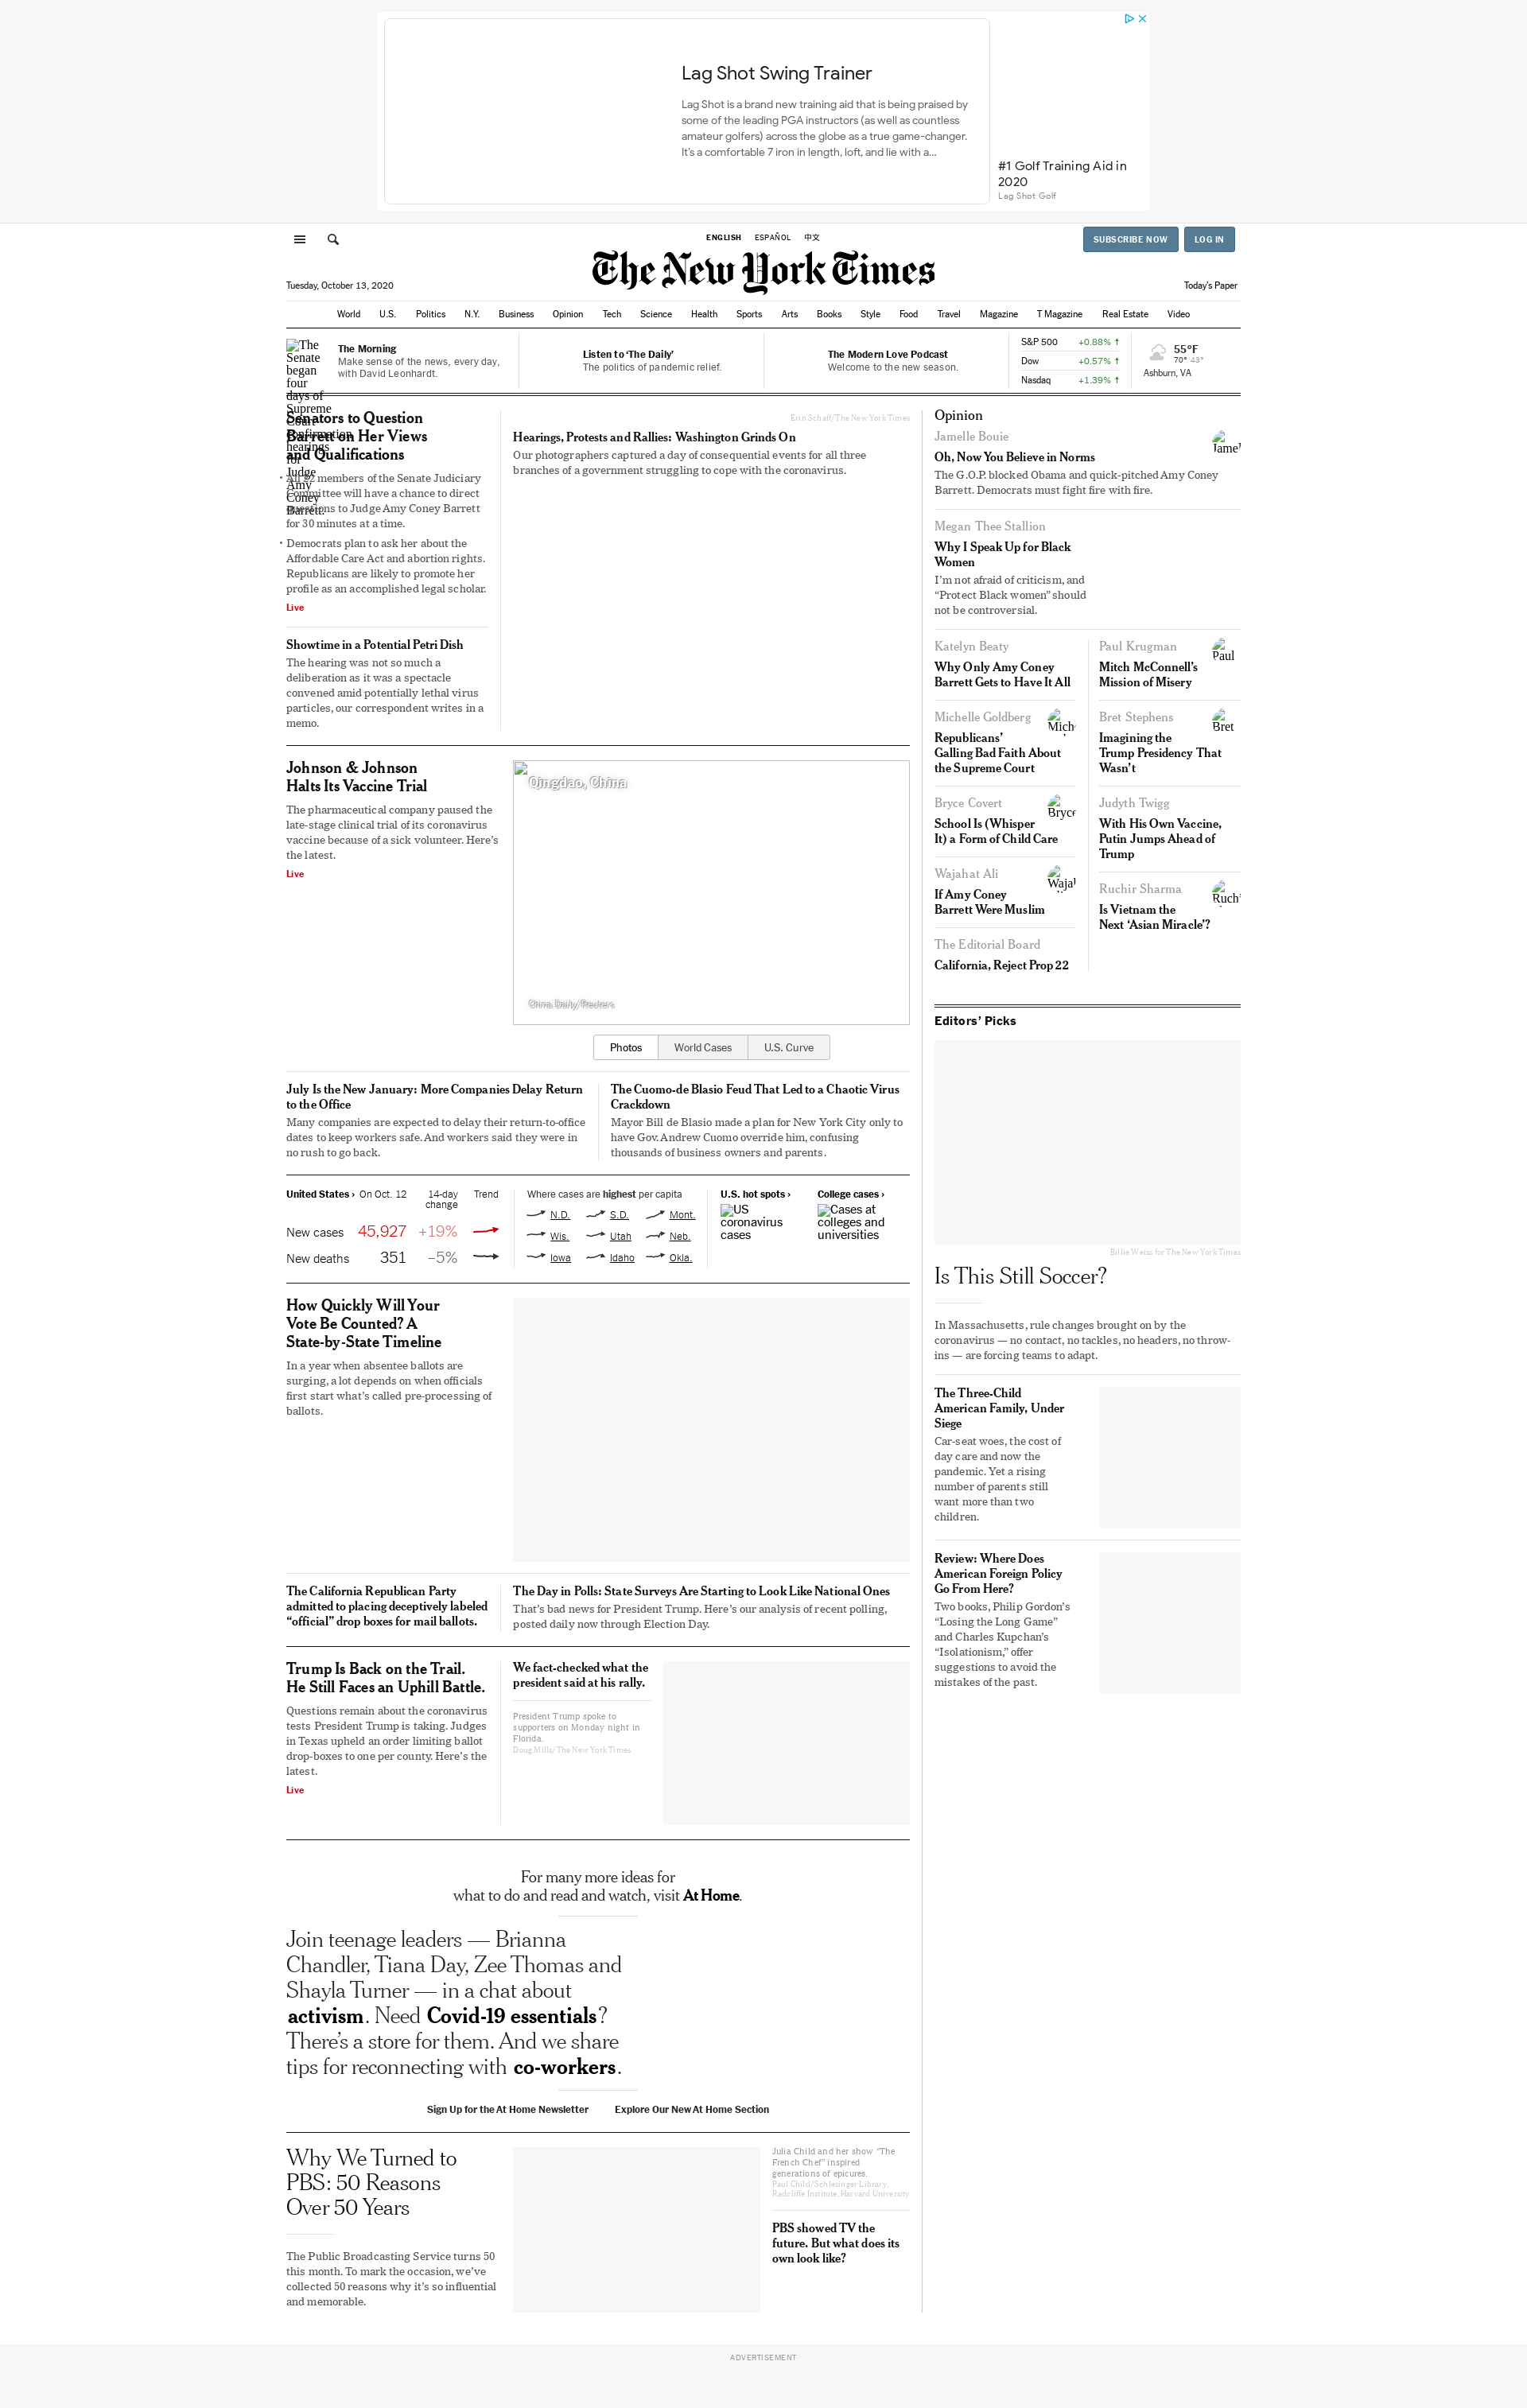 Lag Shot Swing Trainer
Lag Shot is a brand new training aid that is being praised by
some of the leading PGA instructors (as well as countless
amateur golfers) across the globe as a true game-changer.
It's a comfortable 7 iron in length, loft, and lie with a...
#1 Golf Training Aid in
2020
Lag Shot Golf
ENGLISH ESPAÑOL 中文
SUBSCRIBE NOW LOG IN
The New York Times
Tuesday, October 13, 2020
Today's Paper
World U.S. Politics N.Y. Business Opinion Tech Science Health Sports Arts Books Style Food Travel Magazine T Magazine Real Estate Video
The Morning
Make sense of the news, every day,
with David Leonhardt.
Listen to ‘The Daily’
The politics of pandemic relief.
The Modern Love Podcast
Welcome to the new season.
S&P 500 +0.88% ↑
Dow +0.57% ↑
Nasdaq +1.39% ↑
55°F
70° 43°
Ashburn, VA
The
Senate
began
four
days of
Supreme
Court
confirmation
hearings
for
Judge
Amy
Coney
Barrett.
Senators to Question
Barrett on Her Views
and Qualifications
• All 22 members of the Senate Judiciary
Committee will have a chance to direct
questions to Judge Amy Coney Barrett
for 30 minutes at a time.
• Democrats plan to ask her about the
Affordable Care Act and abortion rights.
Republicans are likely to promote her
profile as an accomplished legal scholar.
Live
Showtime in a Potential Petri Dish
The hearing was not so much a
deliberation as it was a spectacle
convened amid potentially lethal virus
particles, our correspondent writes in a
memo.
Erin Schaff/The New York Times
Hearings, Protests and Rallies: Washington Grinds On
Our photographers captured a day of consequential events for all three
branches of a government struggling to cope with the coronavirus.
Johnson & Johnson
Halts Its Vaccine Trial
The pharmaceutical company paused the
late-stage clinical trial of its coronavirus
vaccine because of a sick volunteer. Here’s
the latest.
Live
Qingdao, China
China Daily/Reuters
Photos World Cases U.S. Curve
July Is the New January: More Companies Delay Return
to the Office
Many companies are expected to delay their return-to-office
dates to keep workers safe. And workers said they were in
no rush to go back.
The Cuomo-de Blasio Feud That Led to a Chaotic Virus
Crackdown
Mayor Bill de Blasio made a plan for New York City only to
have Gov. Andrew Cuomo override him, confusing
thousands of business owners and parents.
United States › On Oct. 12 14-day
change Trend
New cases 45,927 +19%
New deaths 351 –5%
Where cases are highest per capita
N.D. S.D. Mont.
Wis. Utah Neb.
Iowa Idaho Okla.
U.S. hot spots ›
US
coronavirus
cases
College cases ›
Cases at
colleges and
universities
How Quickly Will Your
Vote Be Counted? A
State-by-State Timeline
In a year when absentee ballots are
surging, a lot depends on when officials
first start what’s called pre-processing of
ballots.
The California Republican Party
admitted to placing deceptively labeled
“official” drop boxes for mail ballots.
The Day in Polls: State Surveys Are Starting to Look Like National Ones
That’s bad news for President Trump. Here’s our analysis of recent polling,
posted daily now through Election Day.
Trump Is Back on the Trail.
He Still Faces an Uphill Battle.
Questions remain about the coronavirus
tests President Trump is taking. Judges
in Texas upheld an order limiting ballot
drop-boxes to one per county. Here’s the
latest.
Live
We fact-checked what the
president said at his rally.
President Trump spoke to
supporters on Monday night in
Florida.
Doug Mills/The New York Times
For many more ideas for
what to do and read and watch, visit At Home.
Join teenage leaders — Brianna
Chandler, Tiana Day, Zee Thomas and
Shayla Turner — in a chat about
activism. Need Covid-19 essentials?
There’s a store for them. And we share
tips for reconnecting with co-workers.
Sign Up for the At Home Newsletter Explore Our New At Home Section
Why We Turned to
PBS: 50 Reasons
Over 50 Years
The Public Broadcasting Service turns 50
this month. To mark the occasion, we’ve
collected 50 reasons why it’s so influential
and memorable.
Julia Child and her show “The
French Chef” inspired
generations of epicures.
Paul Child/Schlesinger Library,
Radcliffe Institute, Harvard University
PBS showed TV the
future. But what does its
own look like?
Opinion
Jamelle Bouie
Jamel
Oh, Now You Believe in Norms
The G.O.P. blocked Obama and quick-pitched Amy Coney
Barrett. Democrats must fight fire with fire.
Megan Thee Stallion
Why I Speak Up for Black
Women
I’m not afraid of criticism, and
“Protect Black women” should
not be controversial.
Katelyn Beaty
Why Only Amy Coney
Barrett Gets to Have It All
Michelle Goldberg
Mich
Republicans’
Galling Bad Faith About
the Supreme Court
Bryce Covert
Bryce
School Is (Whisper
It) a Form of Child Care
Wajahat Ali
Wajah
If Amy Coney
Barrett Were Muslim
The Editorial Board
California, Reject Prop 22
Paul Krugman
Paul
Mitch McConnell’s
Mission of Misery
Bret Stephens
Bret
Imagining the
Trump Presidency That
Wasn’t
Judyth Twigg
With His Own Vaccine,
Putin Jumps Ahead of
Trump
Ruchir Sharma
Ruchi
Is Vietnam the
Next ‘Asian Miracle’?
Editors’ Picks
Billie Weiss for The New York Times
Is This Still Soccer?
In Massachusetts, rule changes brought on by the
coronavirus — no contact, no tackles, no headers, no throw-
ins — are forcing teams to adapt.
The Three-Child
American Family, Under
Siege
Car-seat woes, the cost of
day care and now the
pandemic. Yet a rising
number of parents still
want more than two
children.
Review: Where Does
American Foreign Policy
Go From Here?
Two books, Philip Gordon’s
“Losing the Long Game”
and Charles Kupchan’s
“Isolationism,” offer
suggestions to avoid the
mistakes of the past.
ADVERTISEMENT